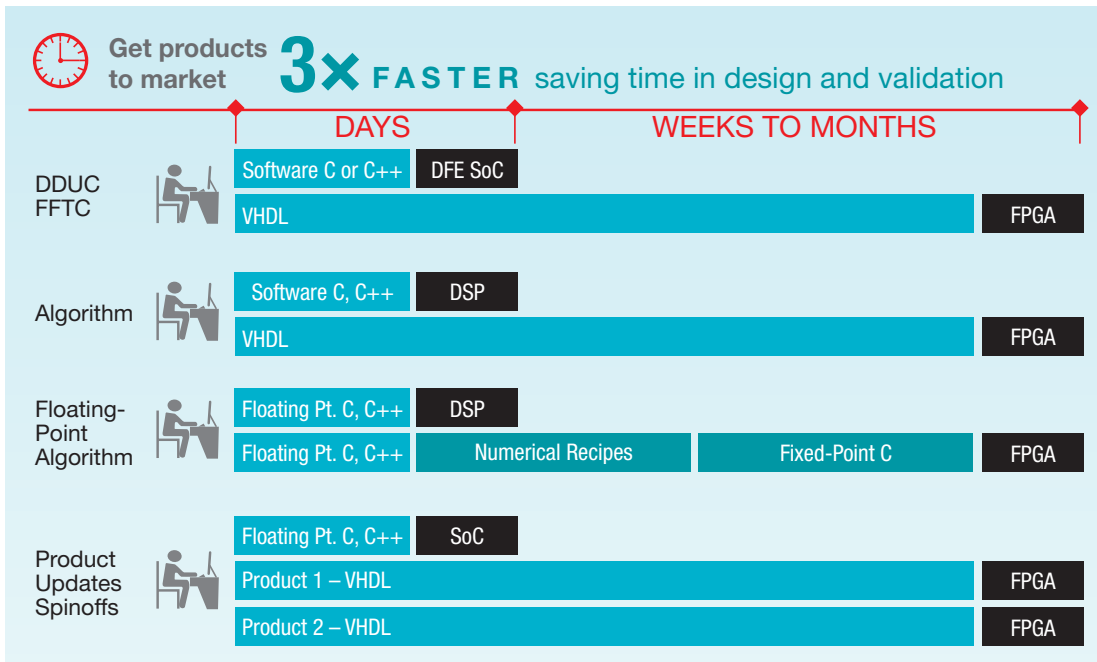 Get products
to market
3× FASTER saving time in design and validation
DAYS
WEEKS TO MONTHS
DDUC
FFTC
Software C or C++
DFE SoC
VHDL
FPGA
Algorithm
Software C, C++
DSP
VHDL
FPGA
Floating-
Point
Algorithm
Floating Pt. C, C++
DSP
Floating Pt. C, C++
Numerical Recipes
Fixed-Point C
FPGA
Product
Updates
Spinoffs
Floating Pt. C, C++
SoC
Product 1 – VHDL
FPGA
Product 2 – VHDL
FPGA